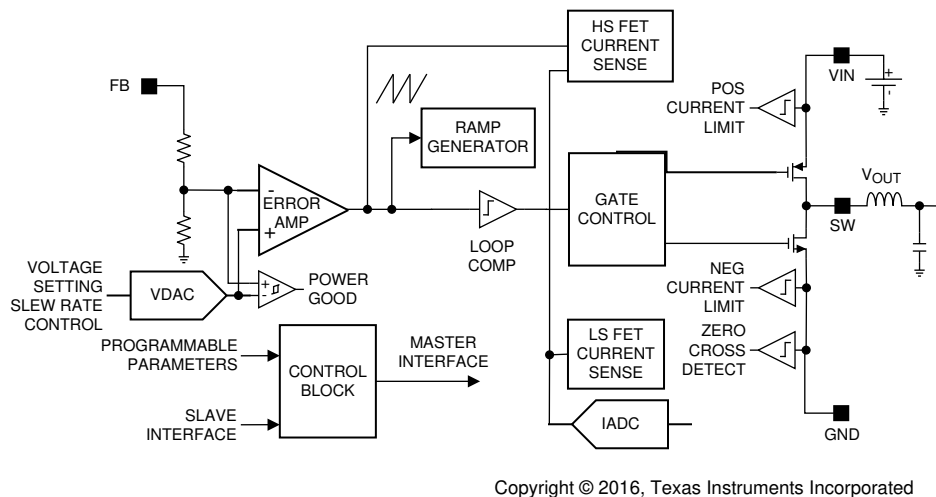 HS FET
CURRENT
SENSE
VIN
+
-
FB
POS
CURRENT
LIMIT
RAMP
GENERATOR
-
ERROR
AMP
+
GATE
CONTROL
VOUT
SW
LOOP
COMP
VOLTAGE
SETTING
SLEW RATE
CONTROL
VDAC
+
-
POWER
GOOD
NEG
CURRENT
LIMIT
PROGRAMMABLE
PARAMETERS
CONTROL
BLOCK
MASTER
INTERFACE
LS FET
CURRENT
SENSE
ZERO
CROSS
DETECT
SLAVE
INTERFACE
IADC
GND
Copyright © 2016, Texas Instruments Incorporated